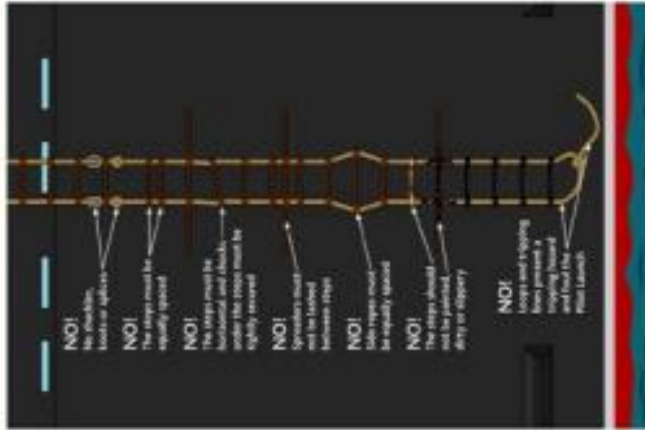 NO!
No shackles,
knots or splices
NO!
The steps must be
equally spaced
NO!
The steps must be
horizontal and chocks
under the steps must be
tightly secured
NO!
Spreaders must
not be lashed
between steps
NO!
Side ropes must
be equally spaced
NO!
The steps should
not be painted,
dirty or slippery
NO!
Loops and tripping
lines present a
tripping hazard
and foul the
Pilot Launch